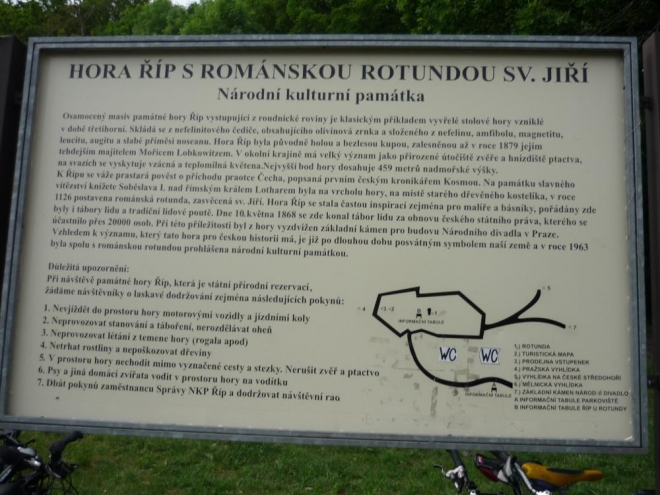 HORA ŘÍP S ROMÁNSKOU ROTUNDOU SV. JIŘÍ
Národní kulturní památka
Osamocený masiv památné hory Říp vystupující z roudnické roviny je klasickým příkladem vyvřelé stolové hory vzniklé
v době třetihorní. Skládá se z nefelinitového čediče, obsahujícího olivínová zrnka a složeného z nefelinu, amfibolu, magnetitu,
leucitu, augitu a slabé příměsi noseanu. Hora Říp byla původně holou a bezlesou kupou, zalesněnou až v roce 1879 jejím
tehdejším majitelem Mořicem Lobkowitzem. V okolní krajině má velký význam jako přirozené útočiště zvěře a hnízdiště ptactva,
na svazích se vyskytuje vzácná a teplomilná květena.Nejvyšší bod hory dosahuje 459 metrů nadmořské výšky.
K Řípu se váže prastará pověst o příchodu praotce Čecha, popsaná prvním českým kronikářem Kosmou. Na památku slavného
vítězství knížete Soběslava I. nad římským králem Lotharem byla na vrcholu hory, na místě starého dřevěného kostelíka, v roce
1126 postavena románská rotunda, zasvěcená sv. Jiří. Hora Říp se stala častou inspirací zejména pro malíře a básníky, pořádány zde
byly i tábory lidu a tradiční lidové poutě. Dne 10.května 1868 se zde konal tábor lidu za obnovu českého státního práva, kterého se
účastnilo přes 20000 osob. Při této příležitosti byl z hory vyzdvižen základní kámen pro budovu Národního divadla v Praze.
Vzhledem k významu, který tato hora pro českou historii má, je již po dlouhou dobu posvátným symbolem naší země a v roce 1963
byla spolu s románskou rotundou prohlášena národní kulturní památkou.
Důležitá upozornění:
Při návštěvě památné hory Říp, která je státní přírodní rezervací,
žádáme návštěvníky o laskavé dodržování zejména následujících pokynů:
1. Nevjíždět do prostoru hory motorovými vozidly a jízdními koly
2. Neprovozovat stanování a táboření, nerozdělávat oheň
3. Neprovozovat létání z temene hory (rogala apod)
4. Netrhat rostliny a nepoškozovat dřeviny
5. V prostoru hory nechodit mimo vyznačené cesty a stezky. Nerušit zvěř a ptactvo
6. Psy a jiná domácí zvířata vodit v prostoru hory na vodítku
7. Dbát pokynů zaměstnancu Správy NKP Říp a dodržovat návštěvní rao
INFORMAČNÍ TABULE
WC WC
INFORMAČNÍ TABULE
1.) ROTUNDA
2.) TURISTICKÁ MAPA
3.) PRODEJNA VSTUPENEK
4.) PRAŽSKÁ VYHLÍDKA
5.) VYHLÍDKA NA ČESKÉ STŘEDOHOŘÍ
6.) MĚLNICKÁ VYHLÍDKA
7.) ZÁKLADNÍ KÁMEN NÁROD é DIVADLO
A INFORMAČNÍ TABULE PARKOVIŠTĚ
B INFORMAČNÍ TABULE ŘÍP U ROTUNDY